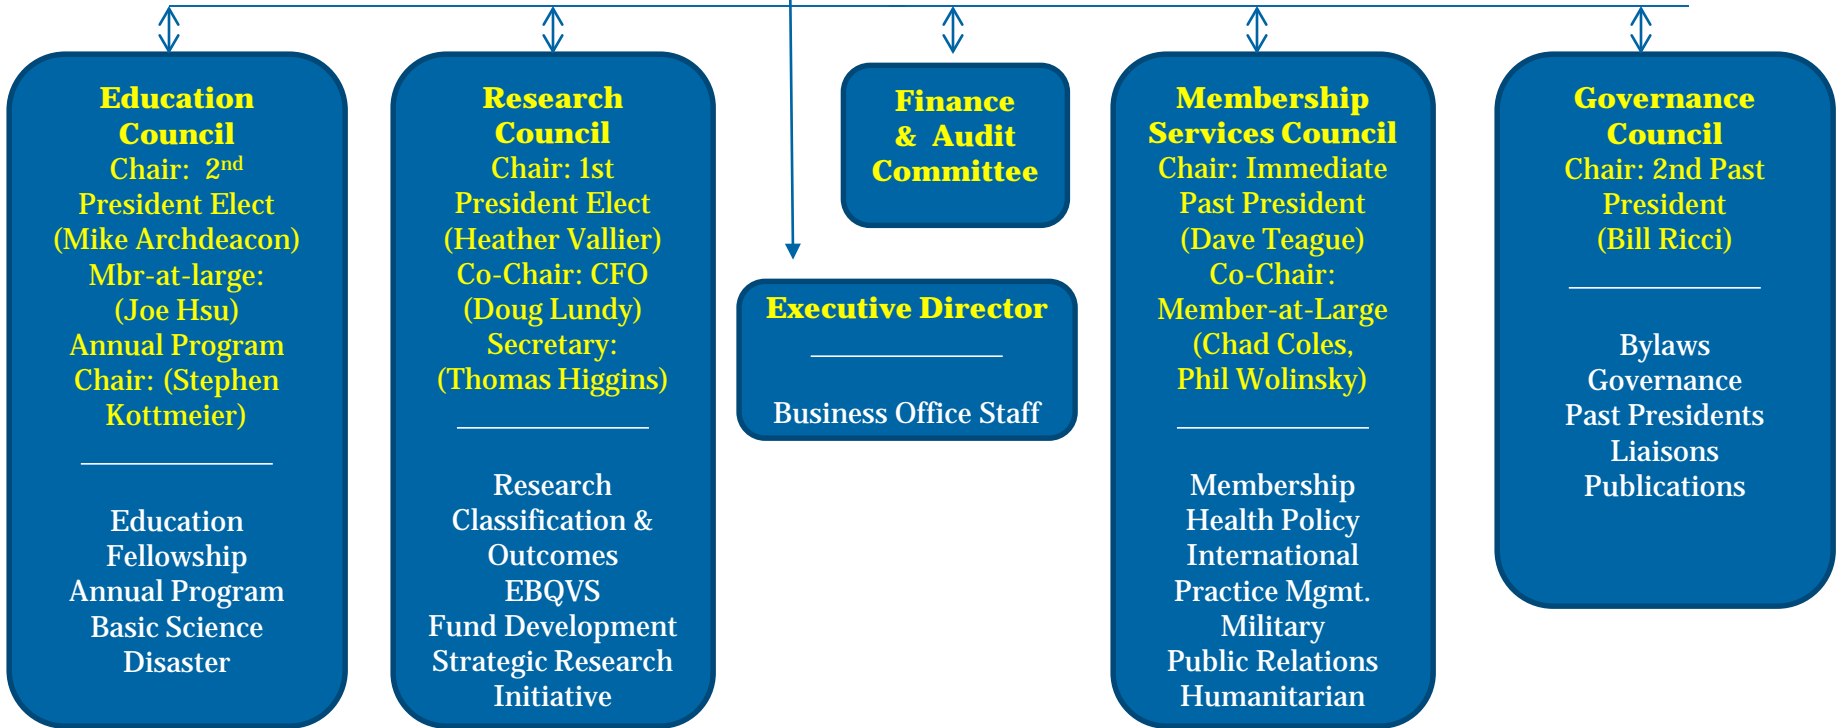 Education
Council
Chair: 2nd
President Elect
(Mike Archdeacon)
Mbr-at-large:
(Joe Hsu)
Annual Program
Chair: (Stephen
Kottmeier)
Education
Fellowship
Annual Program
Basic Science
Disaster
Research
Council
Chair: 1st
President Elect
(Heather Vallier)
Co-Chair: CFO
(Doug Lundy)
Secretary:
(Thomas Higgins)
Research
Classification &
Outcomes
EBQVS
Fund Development
Strategic Research
Initiative
Finance
& Audit
Committee
Executive Director
Business Office Staff
Membership
Services Council
Chair: Immediate
Past President
(Dave Teague)
Co-Chair:
Member-at-Large
(Chad Coles,
Phil Wolinsky)
Membership
Health Policy
International
Practice Mgmt.
Military
Public Relations
Humanitarian
Governance
Council
Chair: 2nd Past
President
(Bill Ricci)
Bylaws
Governance
Past Presidents
Liaisons
Publications